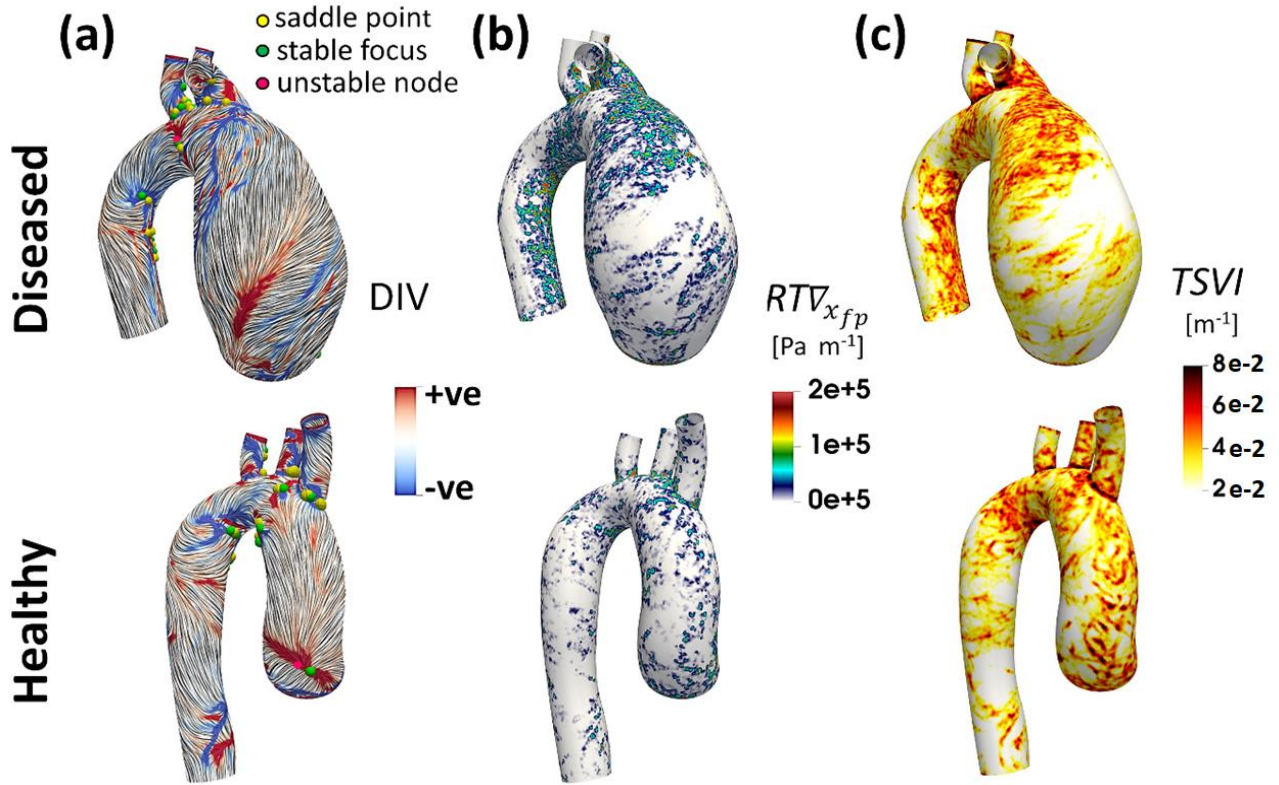 (a)
saddle point
stable focus
unstable node
(b)
(c)
Diseased
DIV
+ve
-ve
RT∇ₓ_fp
[Pa m⁻¹]
2e+5
1e+5
0e+5
TSVI
[m⁻¹]
8e-2
6e-2
4e-2
2e-2
Healthy